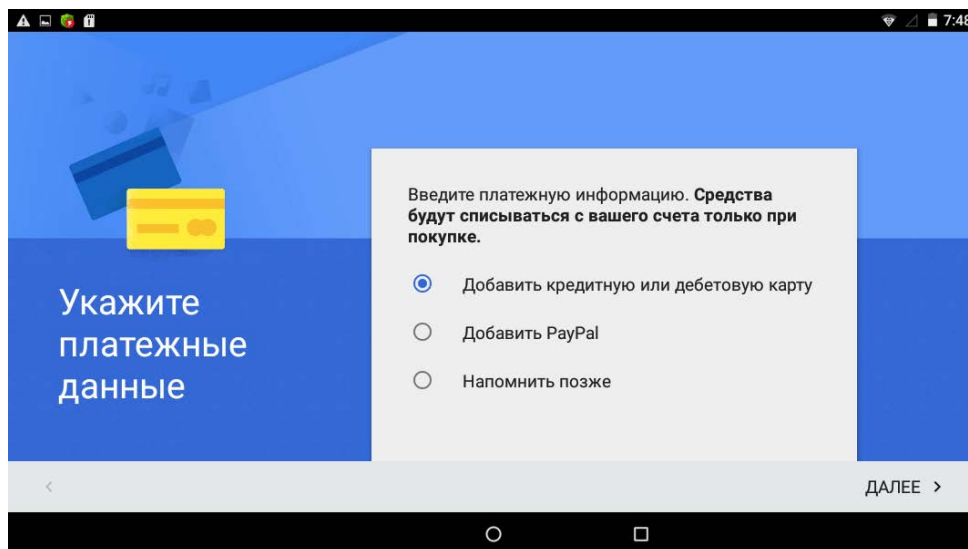 7:48
Введите платежную информацию. Средства
будут списываться с вашего счета только при
покупке.
Добавить кредитную или дебетовую карту
Добавить PayPal
Напомнить позже
Укажите
платежные
данные
ДАЛЕЕ